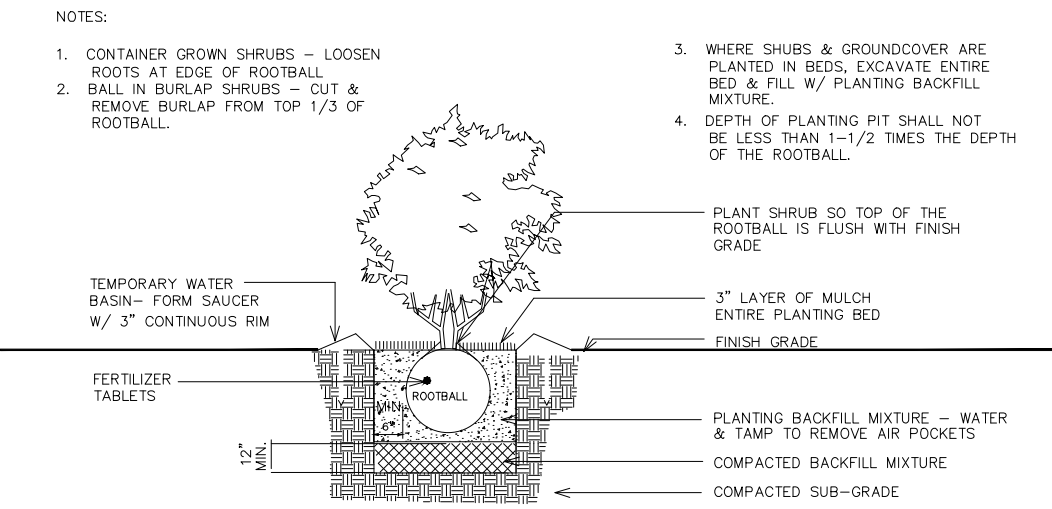 NOTES:
1. CONTAINER GROWN SHRUBS – LOOSEN
ROOTS AT EDGE OF ROOTBALL
2. BALL IN BURLAP SHRUBS – CUT &
REMOVE BURLAP FROM TOP 1/3 OF
ROOTBALL.
3. WHERE SHUBS & GROUNDCOVER ARE
PLANTED IN BEDS, EXCAVATE ENTIRE
BED & FILL W/ PLANTING BACKFILL
MIXTURE.
4. DEPTH OF PLANTING PIT SHALL NOT
BE LESS THAN 1–1/2 TIMES THE DEPTH
OF THE ROOTBALL.
PLANT SHRUB SO TOP OF THE
ROOTBALL IS FLUSH WITH FINISH
GRADE
TEMPORARY WATER
BASIN– FORM SAUCER
W/ 3" CONTINUOUS RIM
3" LAYER OF MULCH
ENTIRE PLANTING BED
FINISH GRADE
FERTILIZER
TABLETS
ROOTBALL
MIN.
6"
PLANTING BACKFILL MIXTURE – WATER
& TAMP TO REMOVE AIR POCKETS
12"
MIN.
COMPACTED BACKFILL MIXTURE
COMPACTED SUB–GRADE